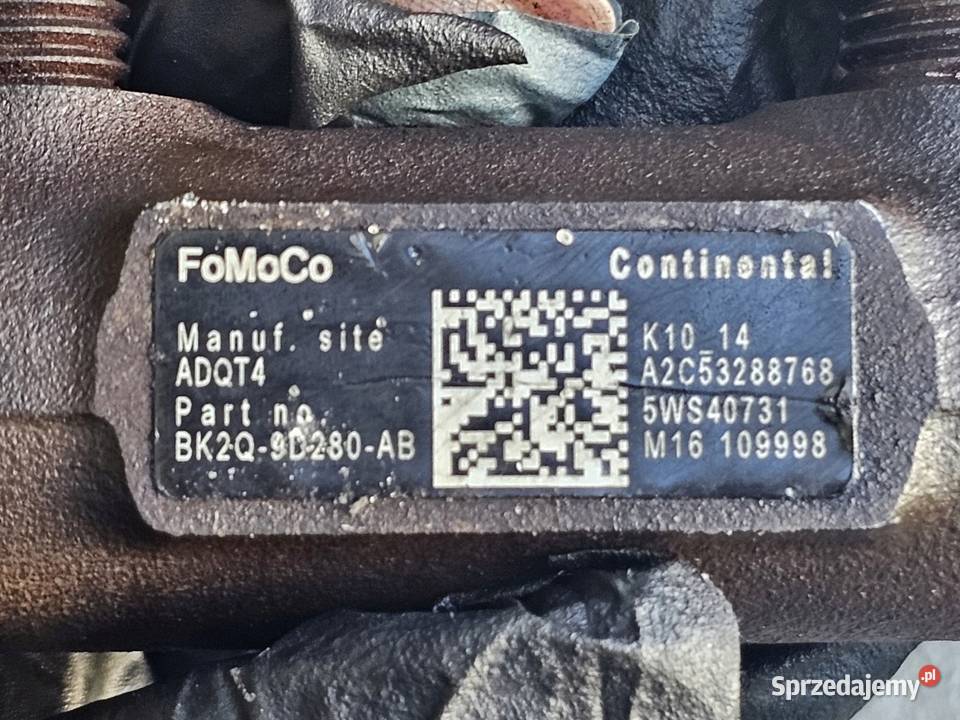 FoMoCo
Continental
Manuf. site
ADQT4
Part no.
BK2Q-9D280-AB
K10_14
A2C53288768
5WS40731
M16 109998
Sprzedajemy.pl